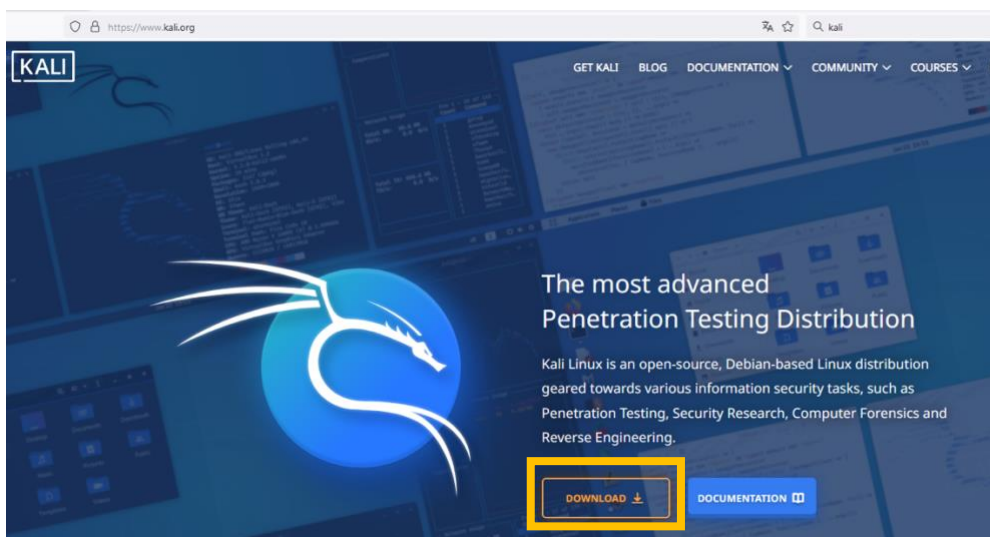 https://www.kali.org
kali
KALI
GET KALI BLOG DOCUMENTATION COMMUNITY COURSES
The most advanced
Penetration Testing Distribution
Kali Linux is an open-source, Debian-based Linux distribution
geared towards various information security tasks, such as
Penetration Testing, Security Research, Computer Forensics and
Reverse Engineering.
DOWNLOAD
DOCUMENTATION